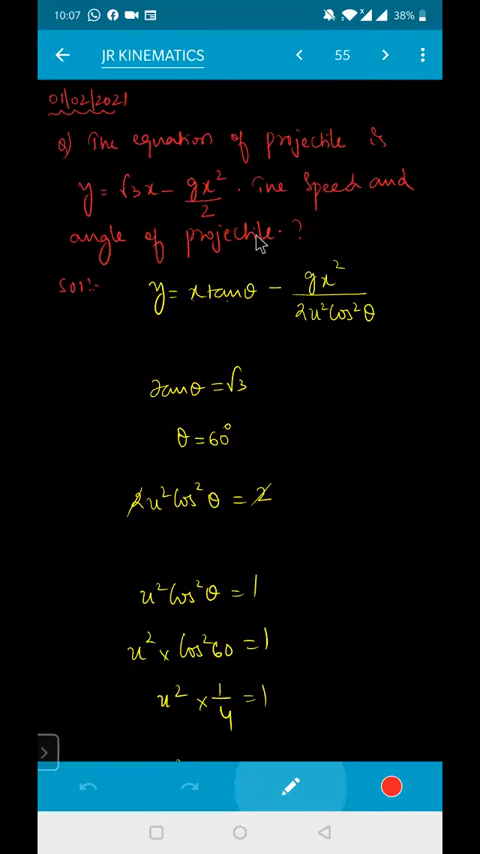 10:07 38%
JR KINEMATICS 55
01/02/2021
Q) The equation of projectile is
y = √3x - gx²/2. The Speed and
angle of projectile. ?
Sol:-
y = xtanθ - gx²/2u²Cos²θ
Tanθ = √3
θ = 60°
2u²Cos²θ = 2
u²Cos²θ = 1
u² × Cos²60 = 1
u² × 1/4 = 1